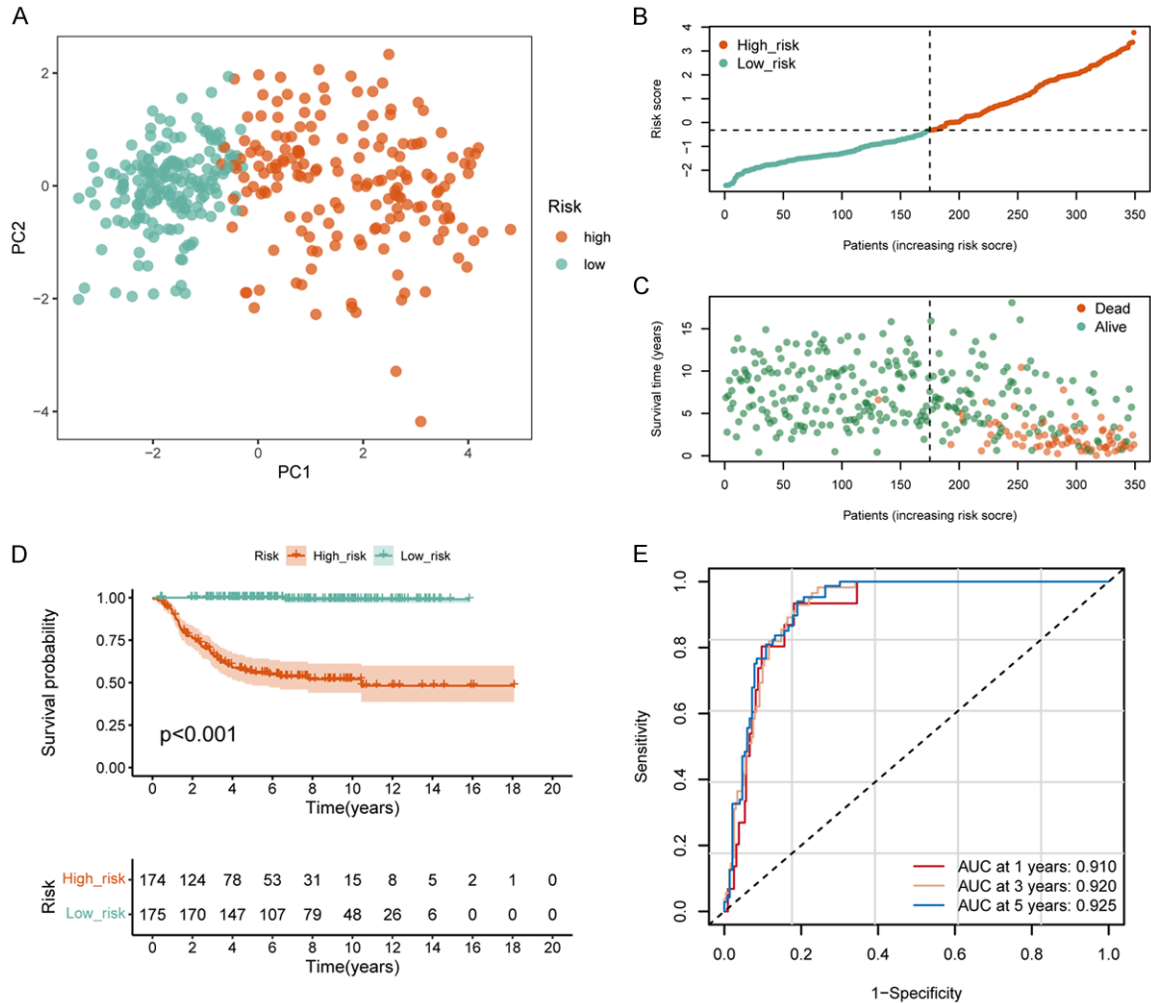 A
2
0
−2
−4
PC2
−2
0
2
4
PC1
Risk
high
low
B
4
3
2
1
0
−1
−2
Risk score
High_risk
Low_risk
0 50 100 150 200 250 300 350
Patients (increasing risk socre)
C
15
10
5
0
Survival time (years)
Dead
Alive
0 50 100 150 200 250 300 350
Patients (increasing risk socre)
D
Risk High_risk Low_risk
1.00
0.75
0.50
0.25
0.00
Survival probability
p<0.001
0 2 4 6 8 10 12 14 16 18 20
Time(years)
Risk
High_risk 174 124 78 53 31 15 8 5 2 1 0
Low_risk 175 170 147 107 79 48 26 6 0 0 0
0 2 4 6 8 10 12 14 16 18 20
Time(years)
E
1.0
0.8
0.6
0.4
0.2
0.0
Sensitivity
AUC at 1 years: 0.910
AUC at 3 years: 0.920
AUC at 5 years: 0.925
0.0 0.2 0.4 0.6 0.8 1.0
1−Specificity